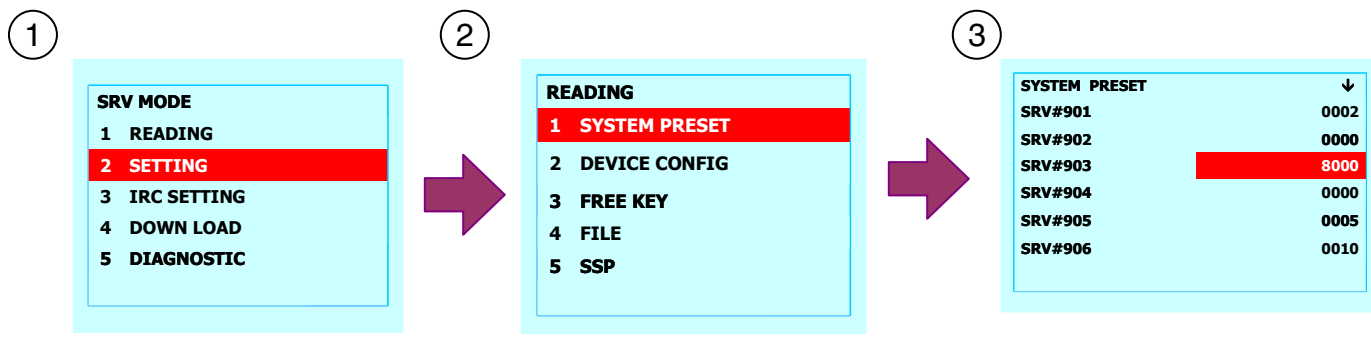 1
SRV MODE
1 READING
2 SETTING
3 IRC SETTING
4 DOWN LOAD
5 DIAGNOSTIC
2
READING
1 SYSTEM PRESET
2 DEVICE CONFIG
3 FREE KEY
4 FILE
5 SSP
3
SYSTEM PRESET ↓
SRV#901 0002
SRV#902 0000
SRV#903 8000
SRV#904 0000
SRV#905 0005
SRV#906 0010